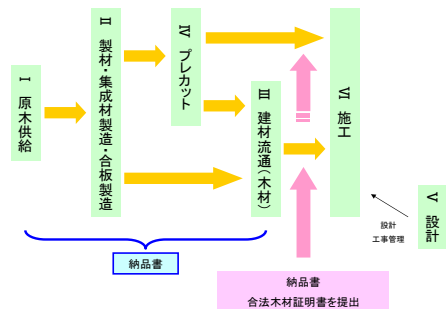 Ⅰ 原木供給
Ⅱ 製材・集成材製造・合板製造
Ⅳ プレカット
Ⅲ 建材流通(木材)
Ⅵ 施工
Ⅴ 設計
設計
工事管理
納品書
納品書
合法木材証明書を提出